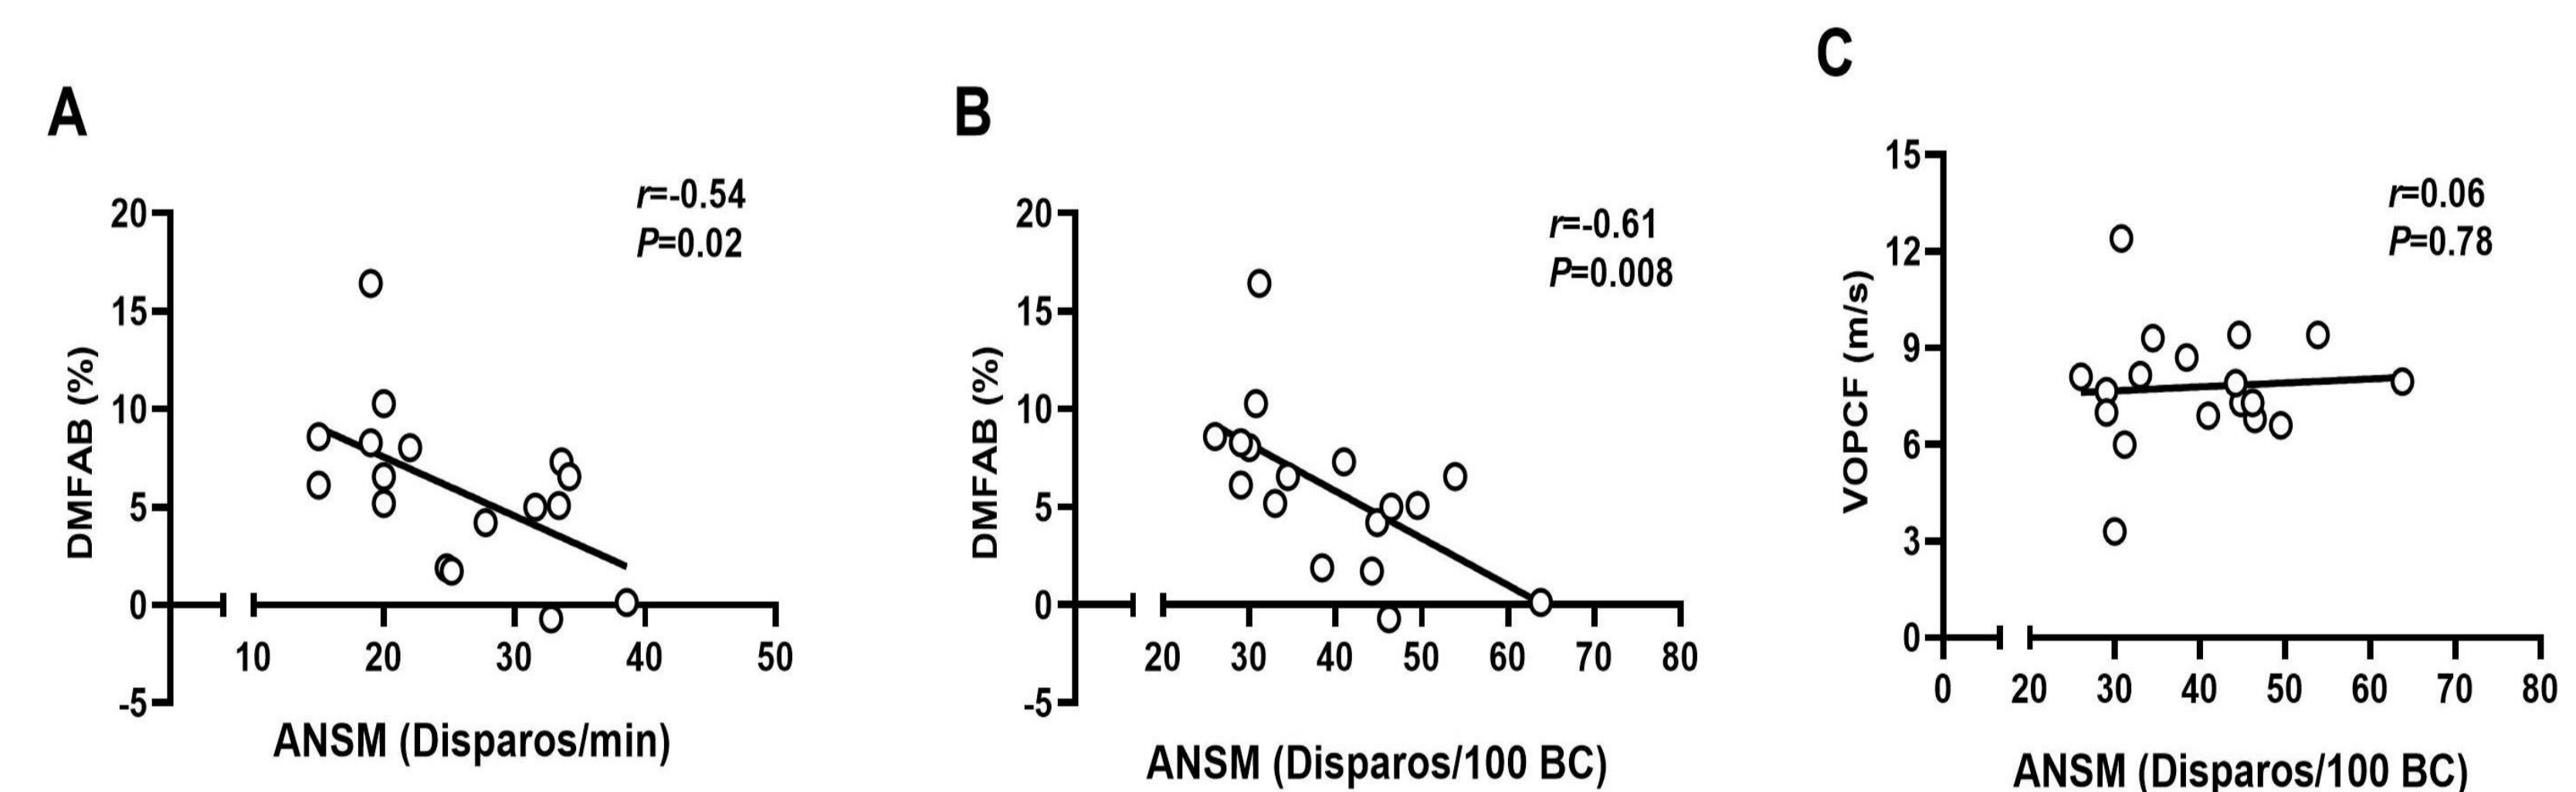 A
r=-0.54
P=0.02
DMFAB (%)
20
15
10
5
0
-5
10 20 30 40 50
ANSM (Disparos/min)
B
r=-0.61
P=0.008
DMFAB (%)
20
15
10
5
0
-5
20 30 40 50 60 70 80
ANSM (Disparos/100 BC)
C
r=0.06
P=0.78
VOPCF (m/s)
15
12
9
6
3
0
0 20 30 40 50 60 70 80
ANSM (Disparos/100 BC)